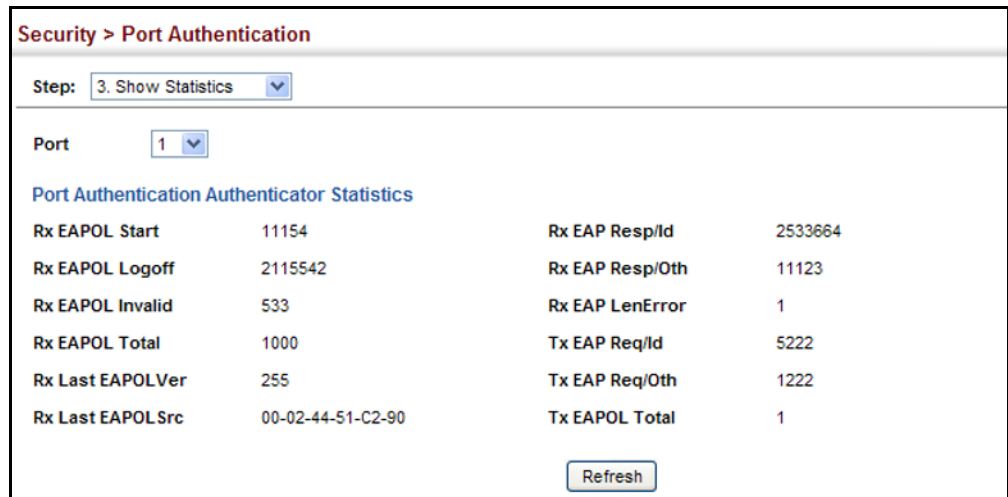 Security > Port Authentication
Step: 3. Show Statistics
Port 1
Port Authentication Authenticator Statistics
Rx EAPOL Start 11154 Rx EAP Resp/Id 2533664
Rx EAPOL Logoff 2115542 Rx EAP Resp/Oth 11123
Rx EAPOL Invalid 533 Rx EAP LenError 1
Rx EAPOL Total 1000 Tx EAP Req/Id 5222
Rx Last EAPOLVer 255 Tx EAP Req/Oth 1222
Rx Last EAPOLSrc 00-02-44-51-C2-90 Tx EAPOL Total 1
Refresh